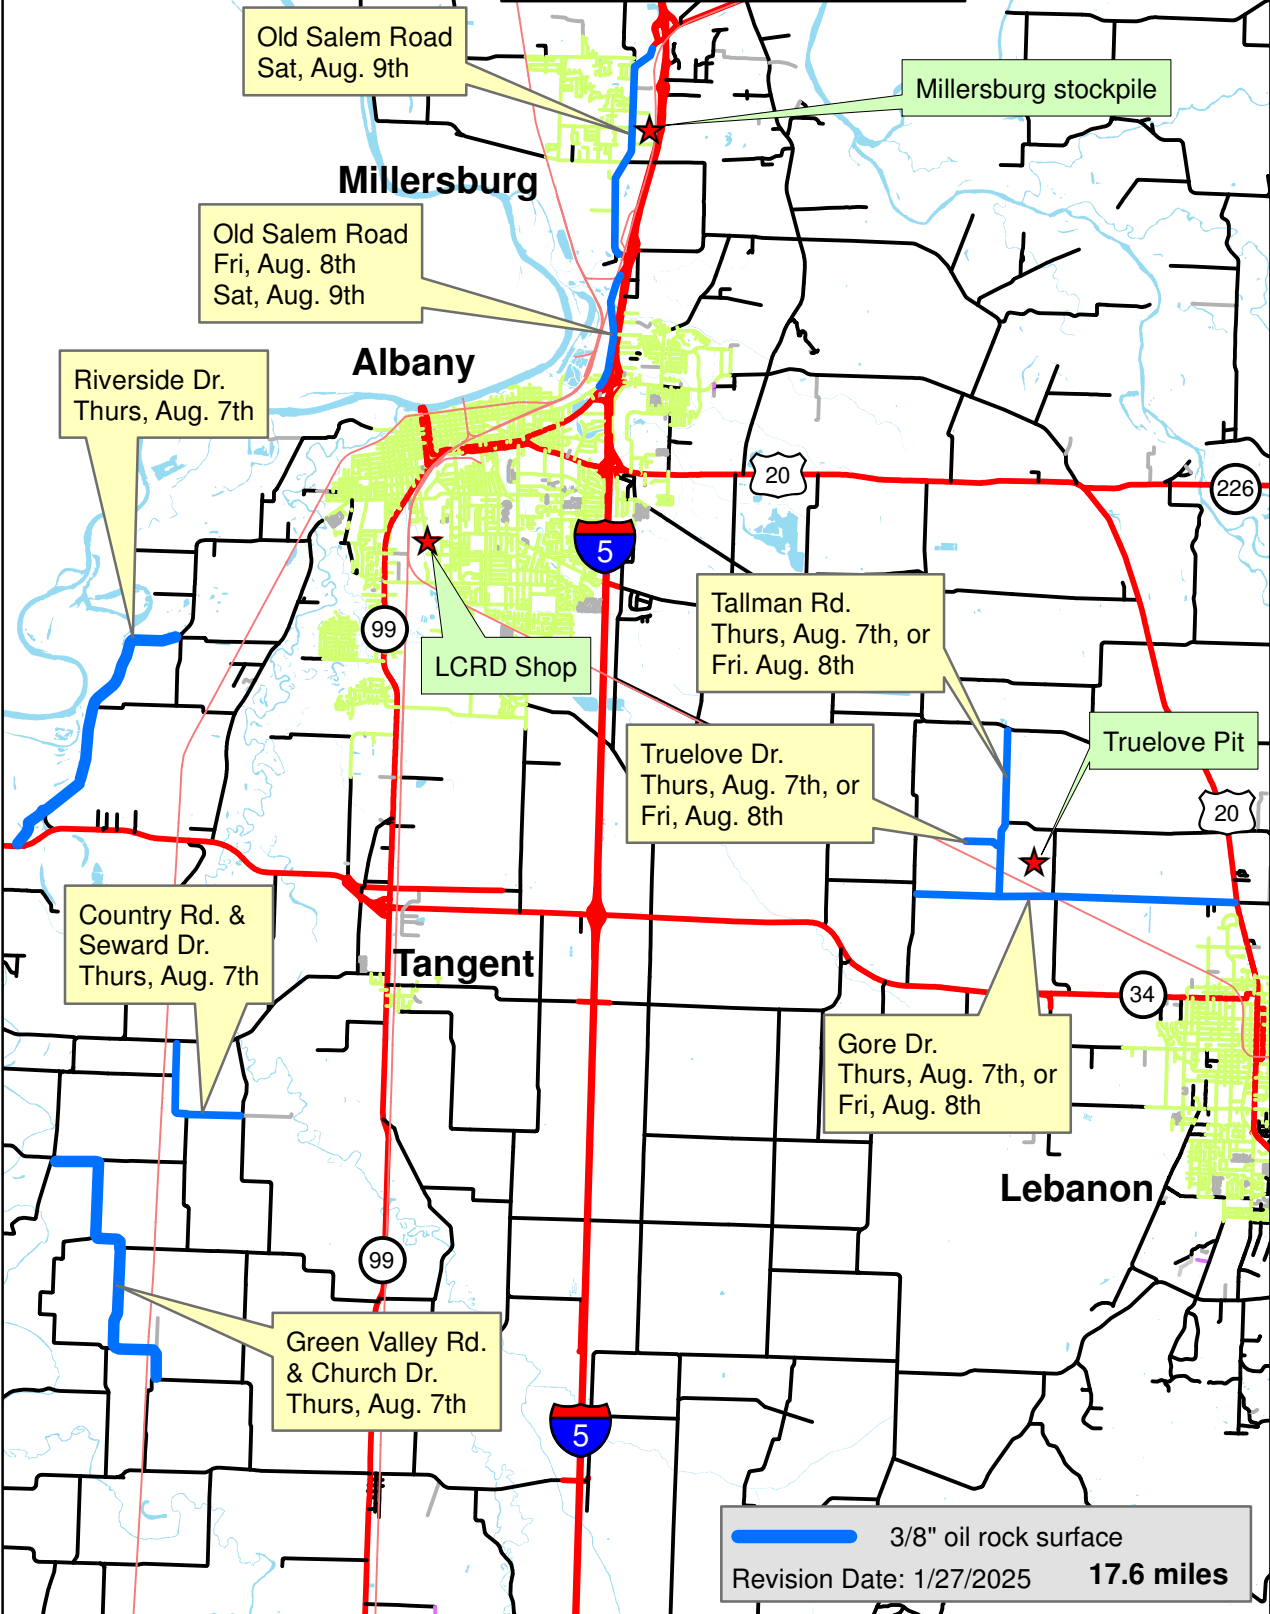 Old Salem Road
Sat, Aug. 9th
Millersburg stockpile
Millersburg
Old Salem Road
Fri, Aug. 8th
Sat, Aug. 9th
Albany
Riverside Dr.
Thurs, Aug. 7th
20
226
5
Tallman Rd.
Thurs, Aug. 7th, or
Fri. Aug. 8th
99
LCRD Shop
Truelove Dr.
Thurs, Aug. 7th, or
Fri, Aug. 8th
Truelove Pit
20
Country Rd. &
Seward Dr.
Thurs, Aug. 7th
Tangent
34
Gore Dr.
Thurs, Aug. 7th, or
Fri, Aug. 8th
Lebanon
99
Green Valley Rd.
& Church Dr.
Thurs, Aug. 7th
5
3/8" oil rock surface
Revision Date: 1/27/2025 17.6 miles